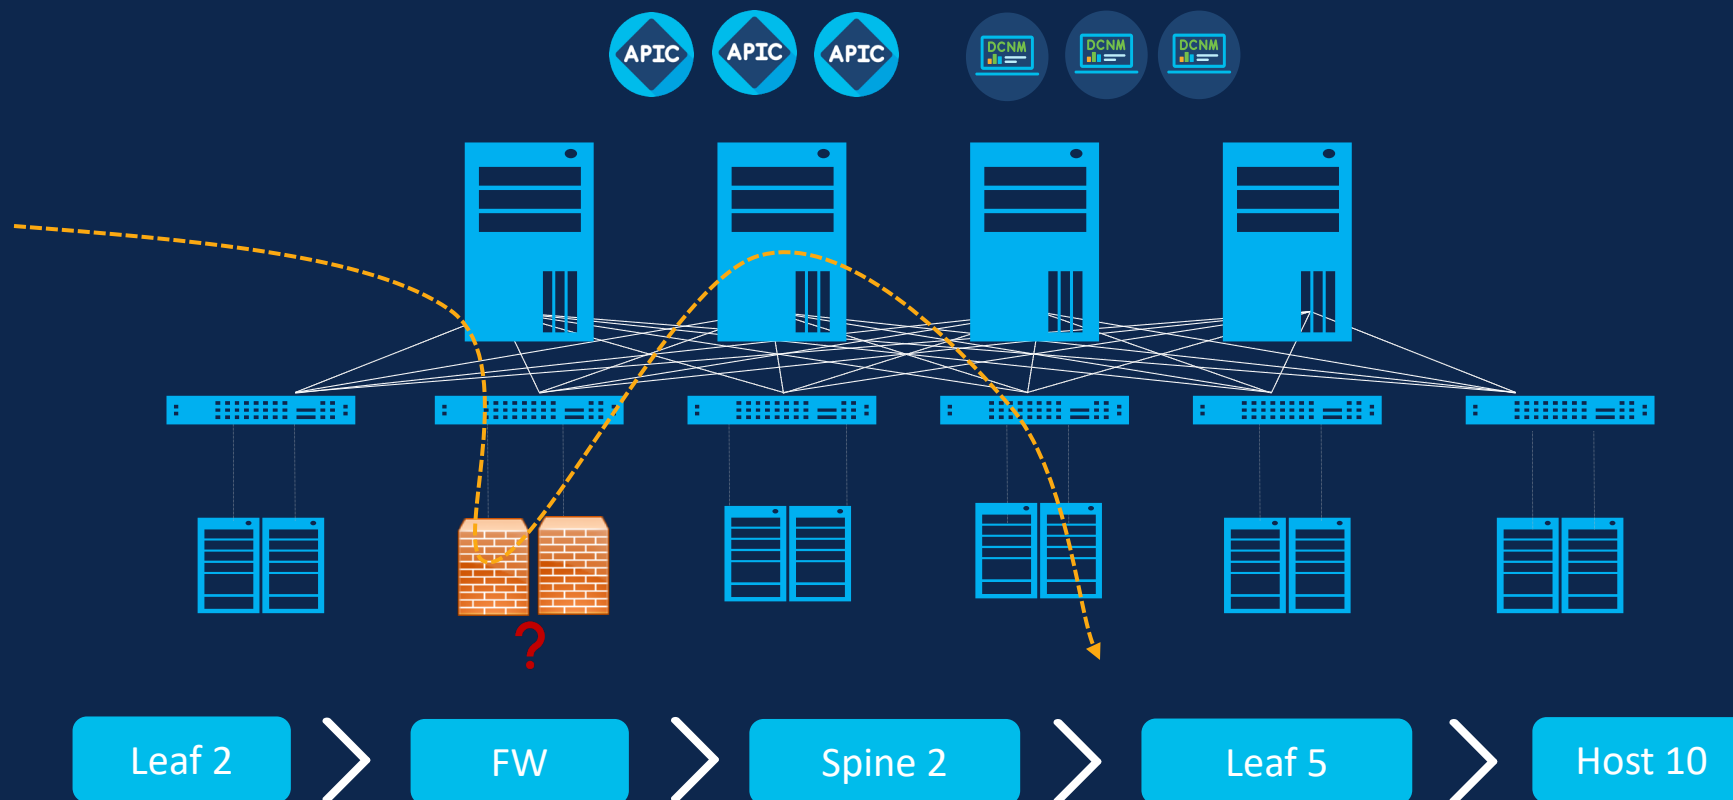 APIC
APIC
APIC
DCNM
DCNM
DCNM
?
Leaf 2
FW
Spine 2
Leaf 5
Host 10